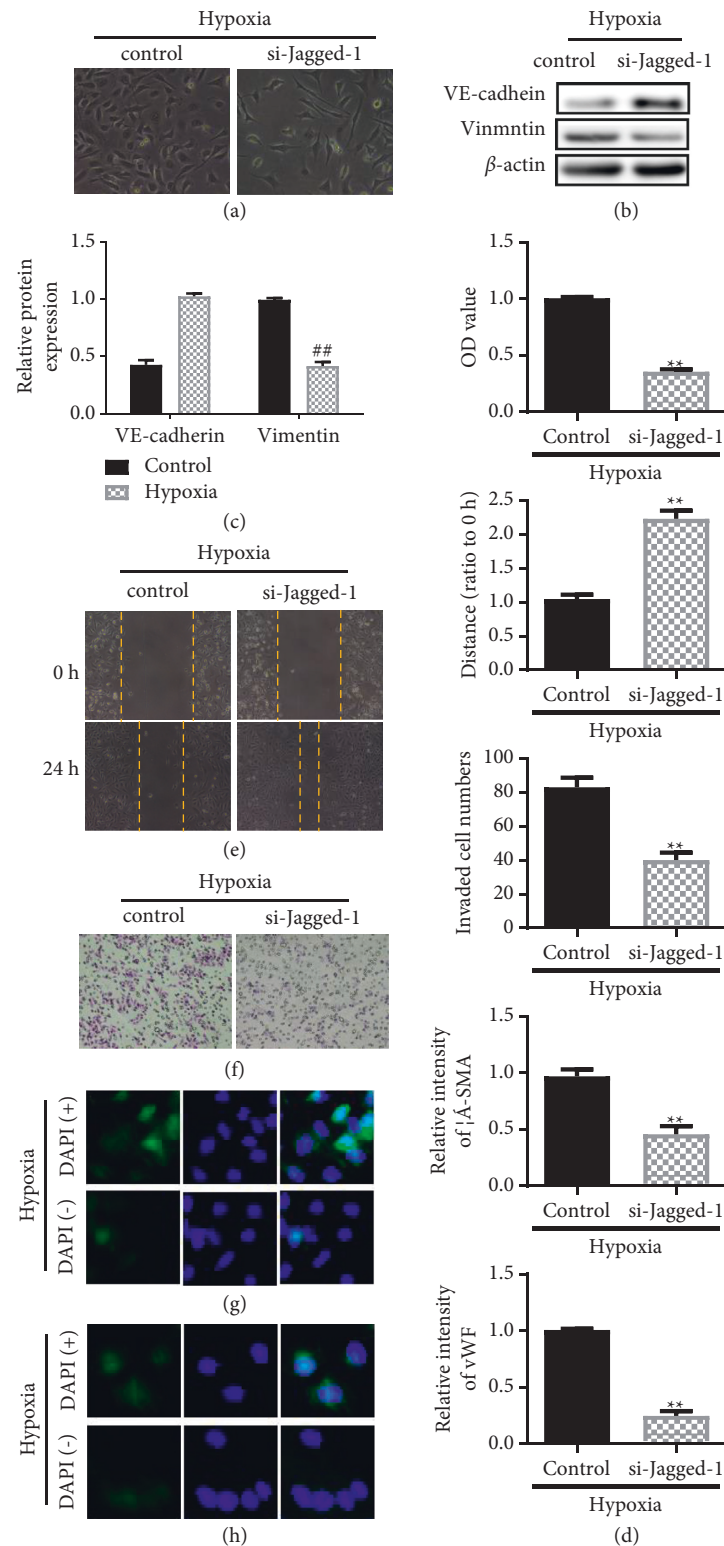 Hypoxia
control si-Jagged-1
(a)
Hypoxia
control si-Jagged-1
VE-cadhein
Vinmntin
β-actin
(b)
Relative protein
expression
1.5
1.0
0.5
0.0
##
VE-cadherin Vimentin
Control
Hypoxia
(c)
Hypoxia
control si-Jagged-1
0 h
24 h
(e)
Hypoxia
control si-Jagged-1
(f)
Hypoxia
DAPI (+)
DAPI (-)
(g)
Hypoxia
DAPI (+)
DAPI (-)
(h)
OD value
1.5
1.0
0.5
0.0
**
Control si-Jagged-1
Hypoxia
Distance (ratio to 0 h)
2.5
2.0
1.5
1.0
0.5
0.0
**
Control si-Jagged-1
Hypoxia
Invaded cell numbers
100
80
60
40
20
0
**
Control si-Jagged-1
Hypoxia
Relative intensity
of ¦Á-SMA
1.5
1.0
0.5
0.0
**
Control si-Jagged-1
Hypoxia
Relative intensity
of vWF
1.5
1.0
0.5
0.0
**
Control si-Jagged-1
Hypoxia
(d)